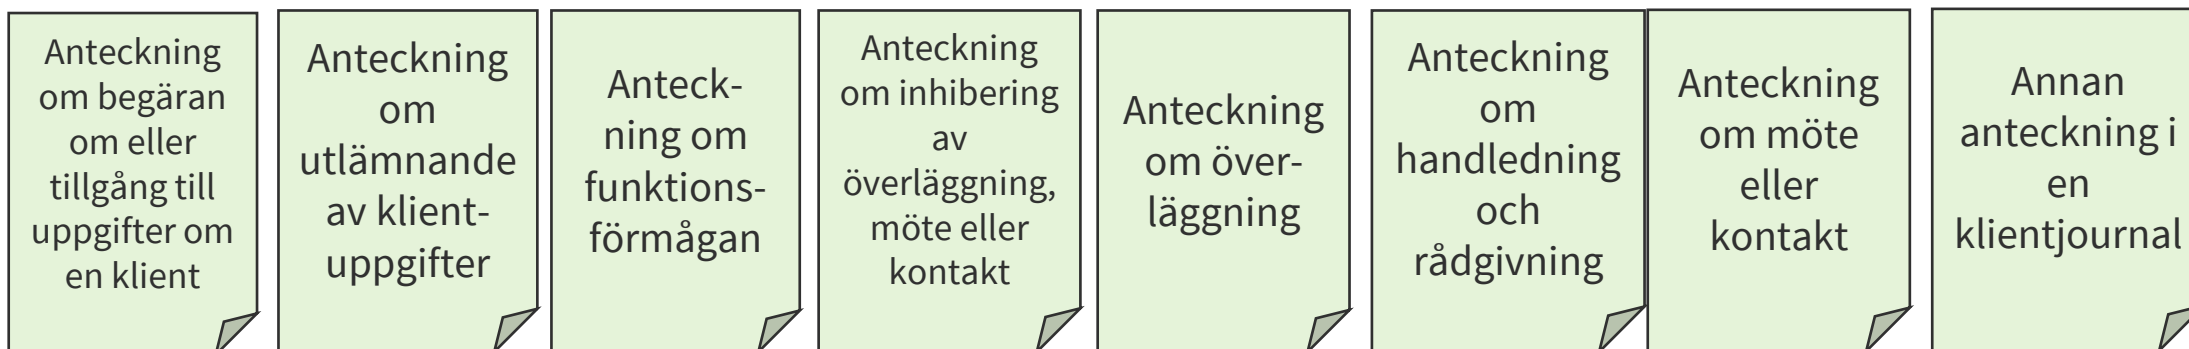 Anteckning
om begäran
om eller
tillgång till
uppgifter om
en klient
Anteckning
om
utlämnande
av klient-
uppgifter
Anteck-
ning om
funktions-
förmågan
Anteckning
om inhibering
av
överläggning,
möte eller
kontakt
Anteckning
om över-
läggning
Anteckning
om
handledning
och
rådgivning
Anteckning
om möte
eller
kontakt
Annan
anteckning i
en
klientjournal